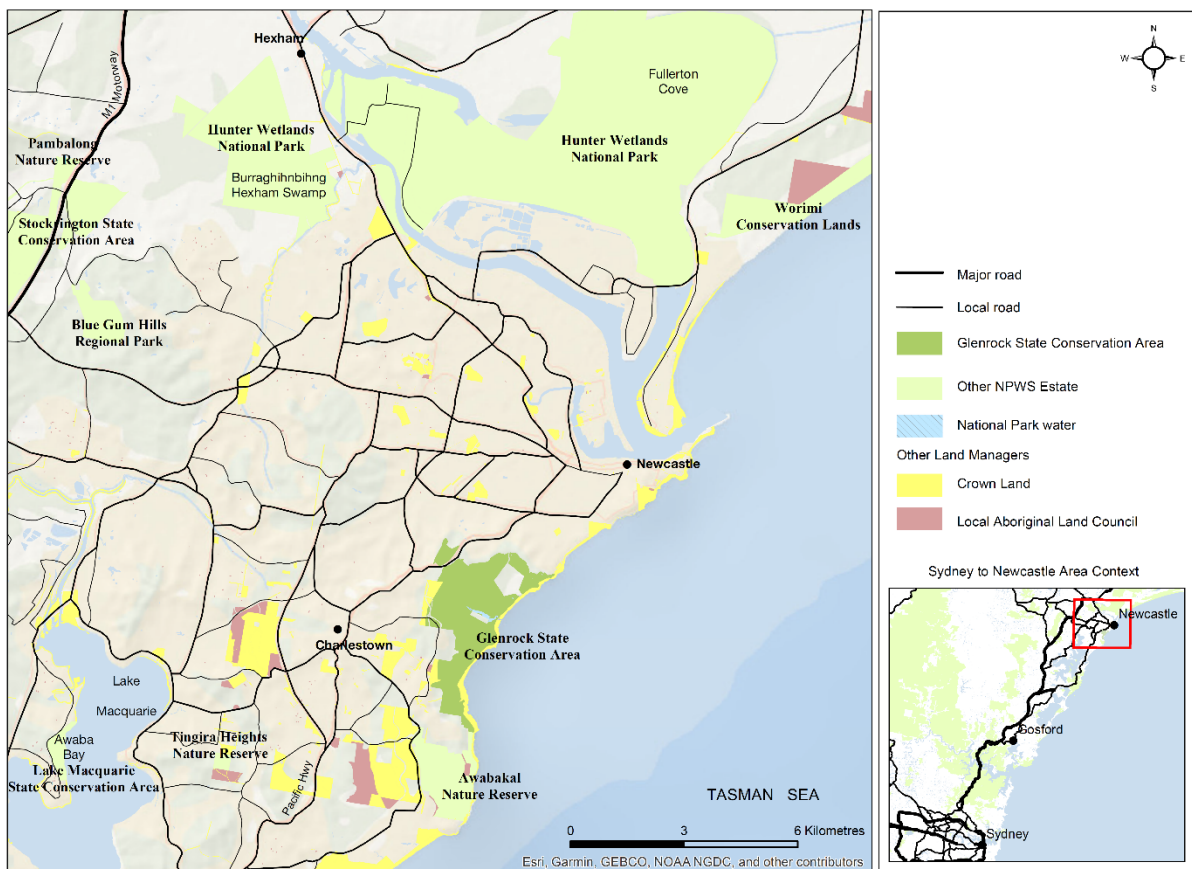 Hexham
M1 Motorway
Fullerton
Cove
Hunter Wetlands
National Park
Hunter Wetlands
National Park
Pambalong
Nature Reserve
Burraghihnbihng
Hexham Swamp
Worimi
Conservation Lands
Stockrington State
Conservation Area
Blue Gum Hills
Regional Park
Newcastle
Charlestown
Glenrock State
Conservation Area
Lake
Macquarie
Awaba
Bay
Tingira Heights
Nature Reserve
Lake Macquarie
State Conservation Area
Pacific Hwy
Awabakal
Nature Reserve
TASMAN SEA
0 3 6 Kilometres
Esri, Garmin, GEBCO, NOAA NGDC, and other contributors
N
W E
S
Major road
Local road
Glenrock State Conservation Area
Other NPWS Estate
National Park water
Other Land Managers
Crown Land
Local Aboriginal Land Council
Sydney to Newcastle Area Context
Newcastle
Gosford
Sydney